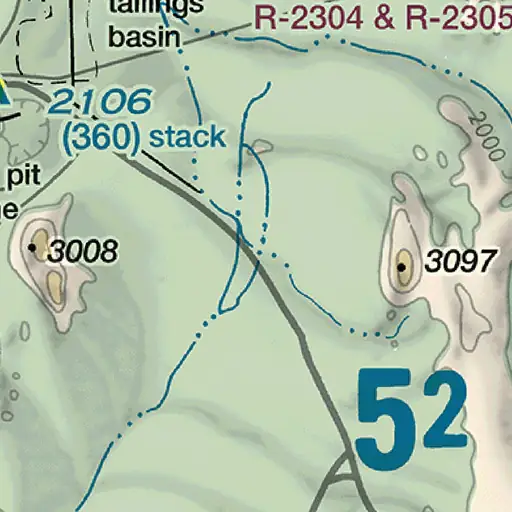 tailings
basin
R-2304 & R-2305
2106
(360) stack
2000
pit
3008
3097
52